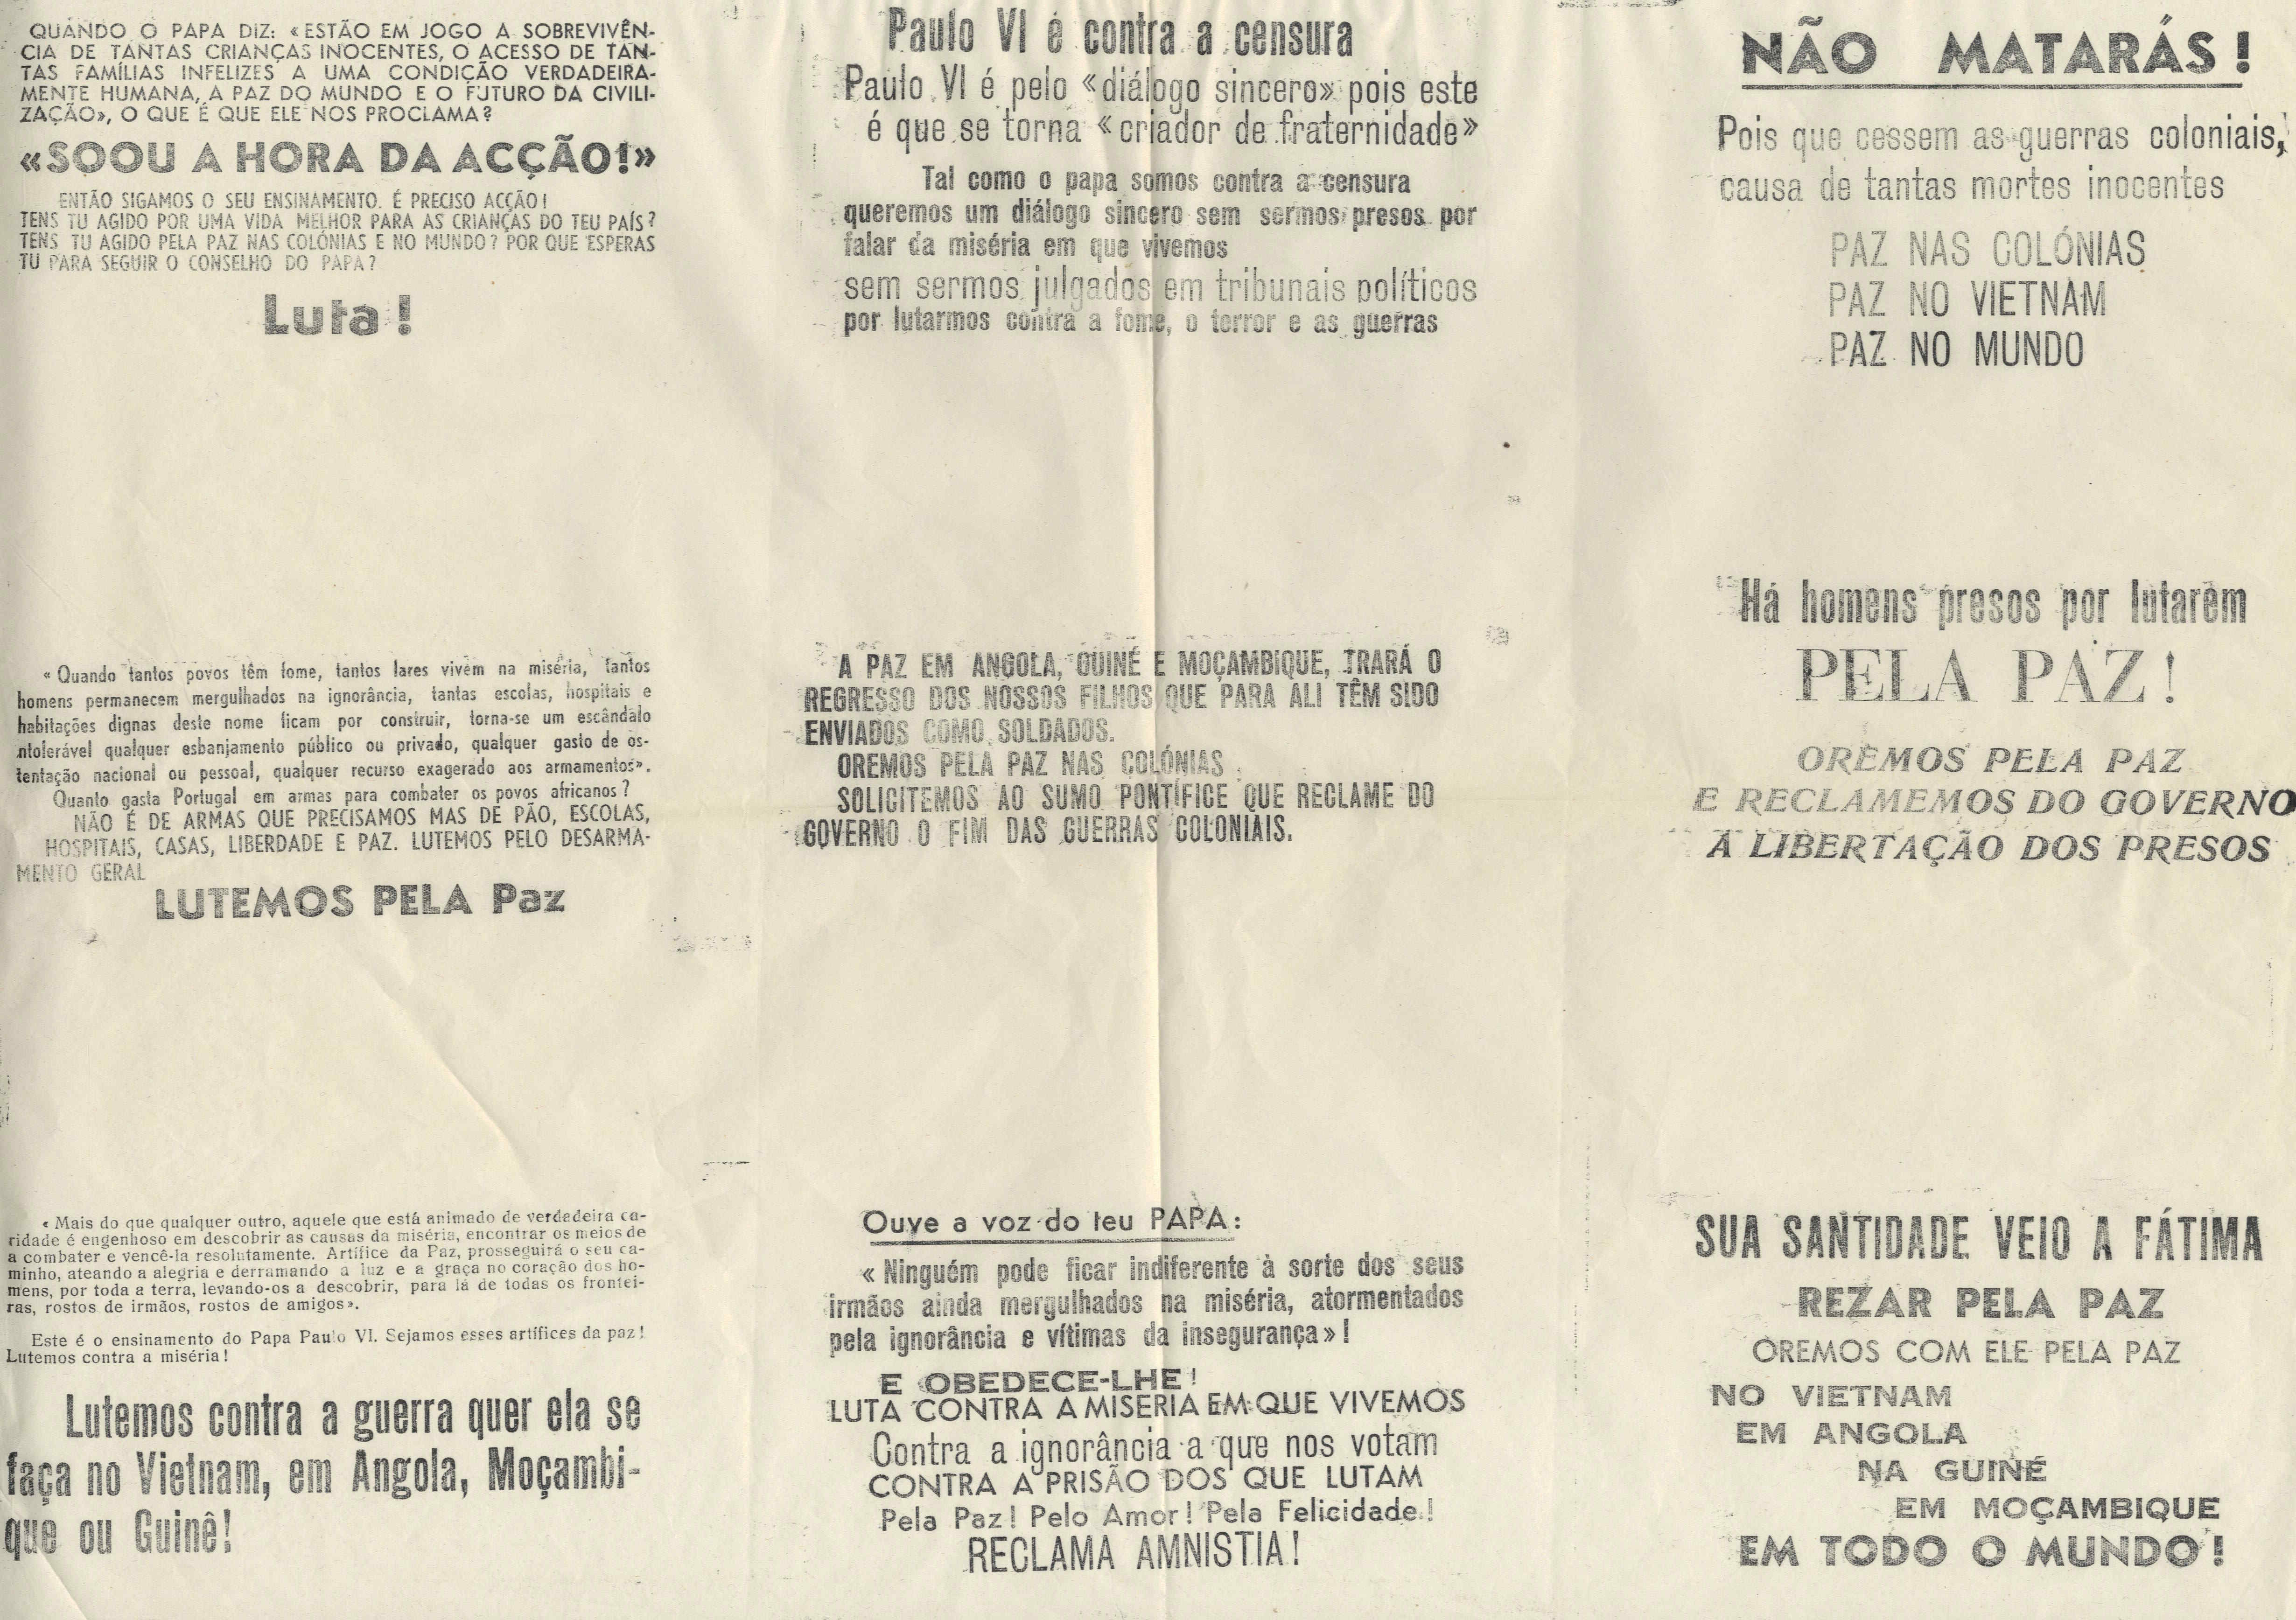 QUANDO O PAPA DIZ: «ESTÃO EM JOGO A SOBREVIVÊN-
CIA DE TANTAS CRIANÇAS INOCENTES, O ACESSO DE TAN-
TAS FAMÍLIAS INFELIZES A UMA CONDIÇÃO VERDADEIRA-
MENTE HUMANA, A PAZ DO MUNDO E O FUTURO DA CIVILI-
ZAÇÃO», O QUE É QUE ELE NOS PROCLAMA?
«SOOU A HORA DA ACÇÃO!»
ENTÃO SIGAMOS O SEU ENSINAMENTO. É PRECISO ACÇÃO!
TENS TU AGIDO POR UMA VIDA MELHOR PARA AS CRIANÇAS DO TEU PAÍS?
TENS TU AGIDO PELA PAZ NAS COLÓNIAS E NO MUNDO? POR QUE ESPERAS
TU PARA SEGUIR O CONSELHO DO PAPA?
Luta!
Paulo VI é contra a censura
Paulo VI é pelo «diálogo sincero» pois este
é que se torna «criador de fraternidade»
Tal como o papa somos contra a censura
queremos um diálogo sincero sem sermos presos por
falar da miséria em que vivemos
sem sermos julgados em tribunais políticos
por lutarmos contra a fome, o terror e as guerras
NÃO MATARÁS!
Pois que cessem as guerras coloniais,
causa de tantas mortes inocentes
PAZ NAS COLÓNIAS
PAZ NO VIETNAM
PAZ NO MUNDO
«Quando tantos povos têm fome, tantos lares vivem na miséria, tantos
homens permanecem mergulhados na ignorância, tantas escolas, hospitais e
habitações dignas deste nome ficam por construir, torna-se um escândalo
ntolerável qualquer esbanjamento público ou privado, qualquer gasto de os-
tentação nacional ou pessoal, qualquer recurso exagerado aos armamentos».
Quanto gasta Portugal em armas para combater os povos africanos?
NÃO É DE ARMAS QUE PRECISAMOS MAS DE PÃO, ESCOLAS,
HOSPITAIS, CASAS, LIBERDADE E PAZ. LUTEMOS PELO DESARMA-
MENTO GERAL
LUTEMOS PELA Paz
A PAZ EM ANGOLA, GUINÉ E MOÇAMBIQUE, TRARÁ O
REGRESSO DOS NOSSOS FILHOS QUE PARA ALI TÊM SIDO
ENVIADOS COMO SOLDADOS.
OREMOS PELA PAZ NAS COLÓNIAS
SOLICITEMOS AO SUMO PONTÍFICE QUE RECLAME DO
GOVERNO O FIM DAS GUERRAS COLONIAIS.
Há homens presos por lutarem
PELA PAZ!
OREMOS PELA PAZ
E RECLAMEMOS DO GOVERNO
A LIBERTAÇÃO DOS PRESOS
«Mais do que qualquer outro, aquele que está animado de verdadeira ca-
ridade é engenhoso em descobrir as causas da miséria, encontrar os meios de
a combater e vencê-la resolutamente. Artífice da Paz, prosseguirá o seu ca-
minho, ateando a alegria e derramando a luz e a graça no coração dos ho-
mens, por toda a terra, levando-os a descobrir, para lá de todas os frontei-
ras, rostos de irmãos, rostos de amigos».
Este é o ensinamento do Papa Paulo VI. Sejamos esses artífices da paz!
Lutemos contra a miséria!
Lutemos contra a guerra quer ela se
faça no Vietnam, em Angola, Moçambi-
que ou Guinê!
Ouve a voz do teu PAPA:
«Ninguém pode ficar indiferente à sorte dos seus
irmãos ainda mergulhados na miséria, atormentados
pela ignorância e vítimas da insegurança»!
E OBEDECE-LHE!
LUTA CONTRA A MISERIA EM QUE VIVEMOS
Contra a ignorância a que nos votam
CONTRA A PRISÃO DOS QUE LUTAM
Pela Paz! Pelo Amor! Pela Felicidade!
RECLAMA AMNISTIA!
SUA SANTIDADE VEIO A FÁTIMA
REZAR PELA PAZ
OREMOS COM ELE PELA PAZ
NO VIETNAM
EM ANGOLA
NA GUINÉ
EM MOÇAMBIQUE
EM TODO O MUNDO!